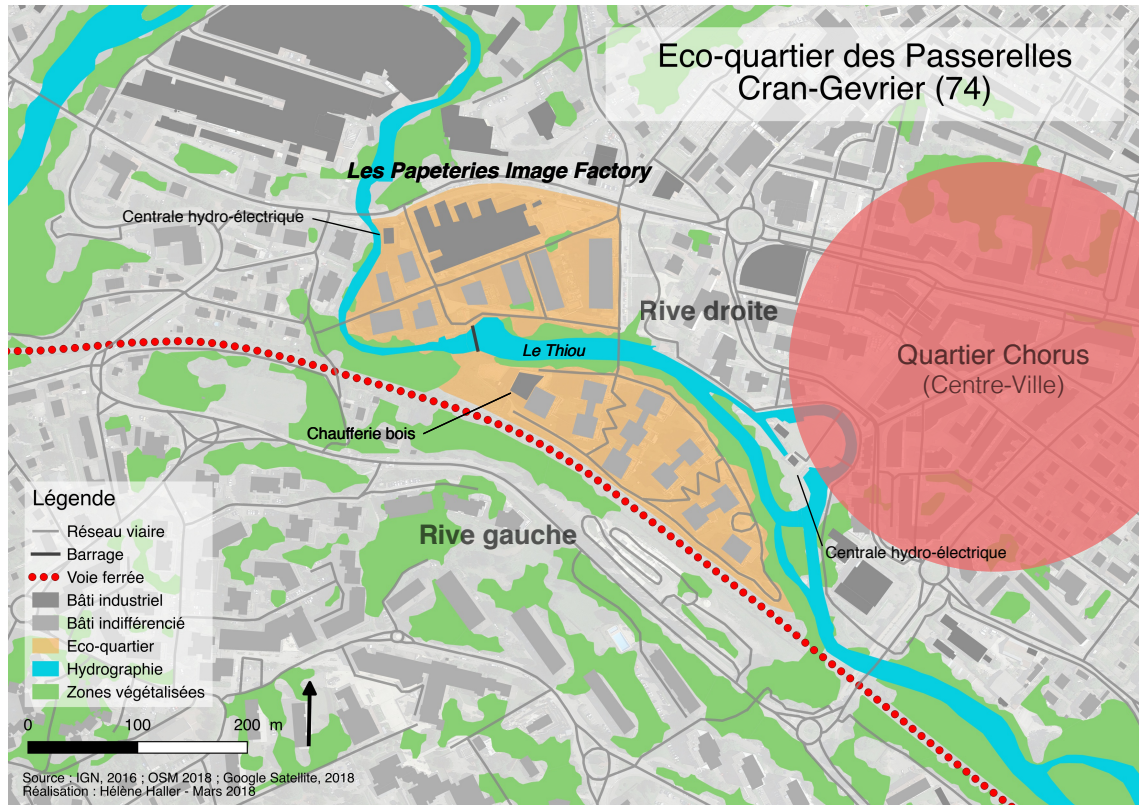 Eco-quartier des Passerelles
Cran-Gevrier (74)
Les Papeteries Image Factory
Centrale hydro-électrique
Rive droite
Le Thiou
Quartier Chorus
(Centre-Ville)
Chaufferie bois
Rive gauche
Centrale hydro-électrique
Légende
Réseau viaire
Barrage
Voie ferrée
Bâti industriel
Bâti indifférencié
Eco-quartier
Hydrographie
Zones végétalisées
0 100 200 m
Source : IGN, 2016 ; OSM 2018 ; Google Satellite, 2018
Réalisation : Hélène Haller - Mars 2018